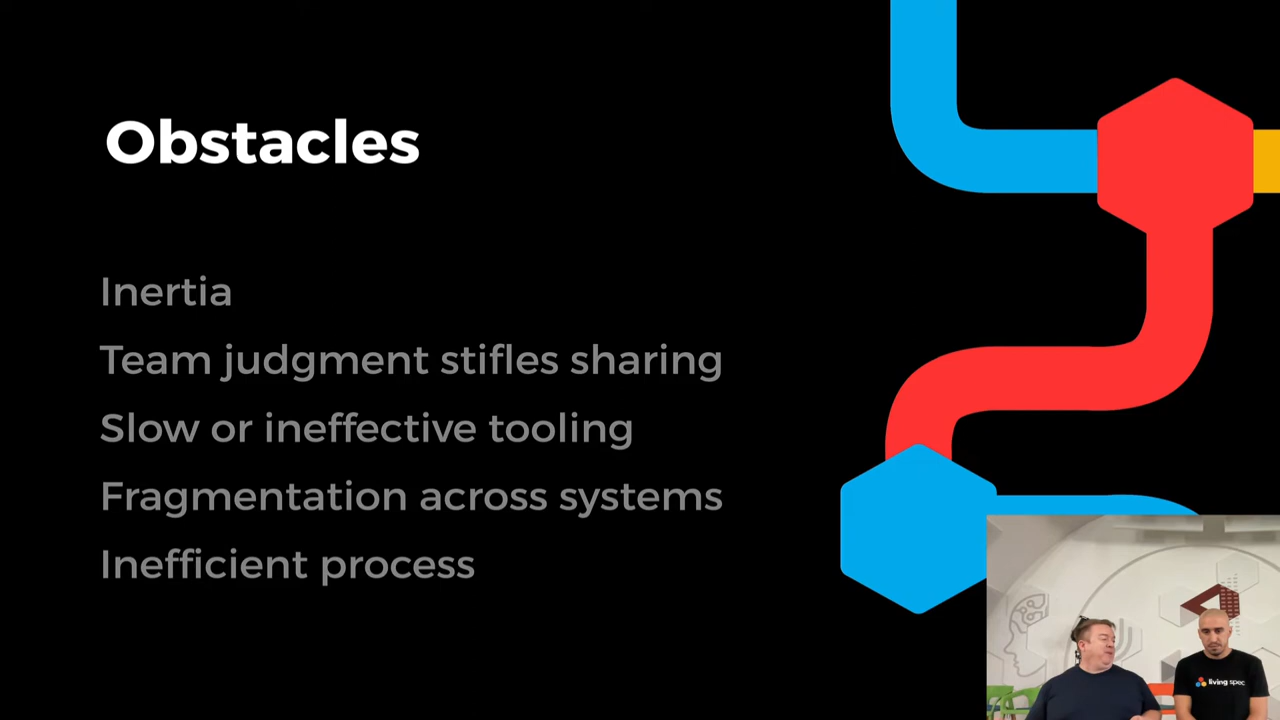 Obstacles
Inertia
Team judgment stifles sharing
Slow or ineffective tooling
Fragmentation across systems
Inefficient process
living spec